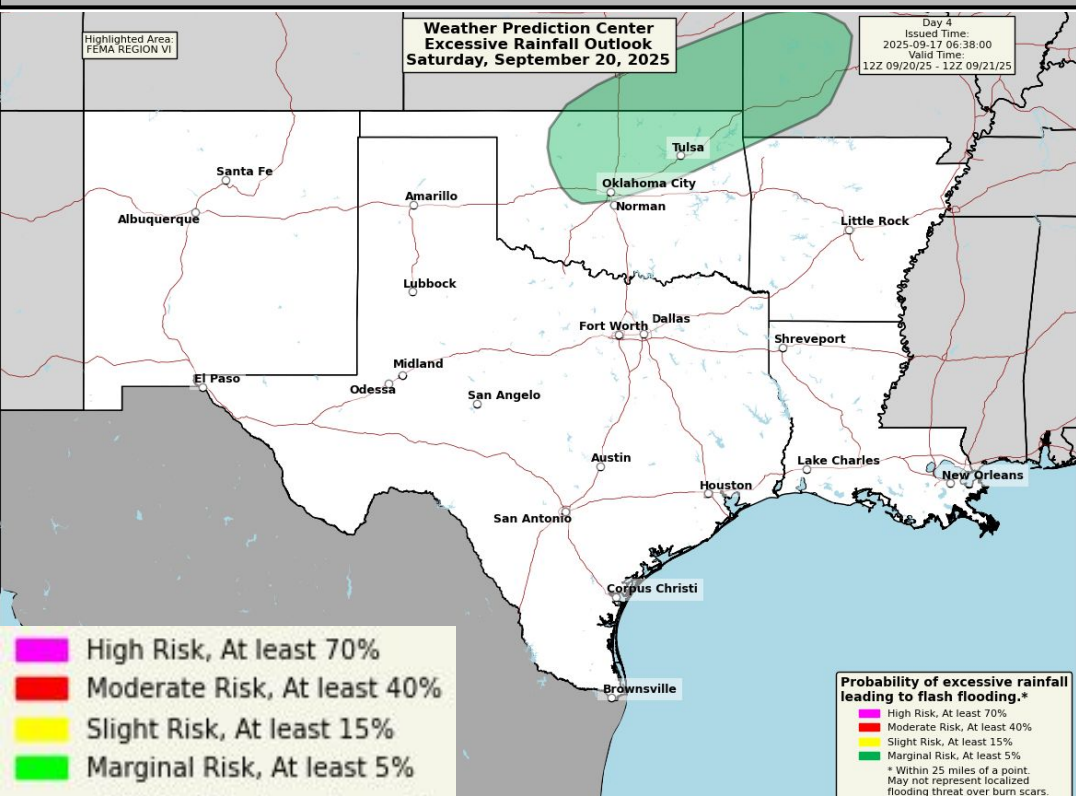 Weather Prediction Center
Excessive Rainfall Outlook
Saturday, September 20, 2025
Highlighted Area:
FEMA REGION VI
Day 4
Issued Time:
2025-09-17 06:38:00
Valid Time:
12Z 09/20/25 - 12Z 09/21/25
Tulsa
Santa Fe
Oklahoma City
Amarillo
Norman
Albuquerque
Little Rock
Lubbock
Dallas
Fort Worth
Shreveport
Midland
El Paso
Odessa
San Angelo
Austin
Lake Charles
New Orleans
Houston
San Antonio
Corpus Christi
Brownsville
High Risk, At least 70%
Moderate Risk, At least 40%
Slight Risk, At least 15%
Marginal Risk, At least 5%
Probability of excessive rainfall
leading to flash flooding.*
High Risk, At least 70%
Moderate Risk, At least 40%
Slight Risk, At least 15%
Marginal Risk, At least 5%
* Within 25 miles of a point.
May not represent localized
flooding threat over burn scars.